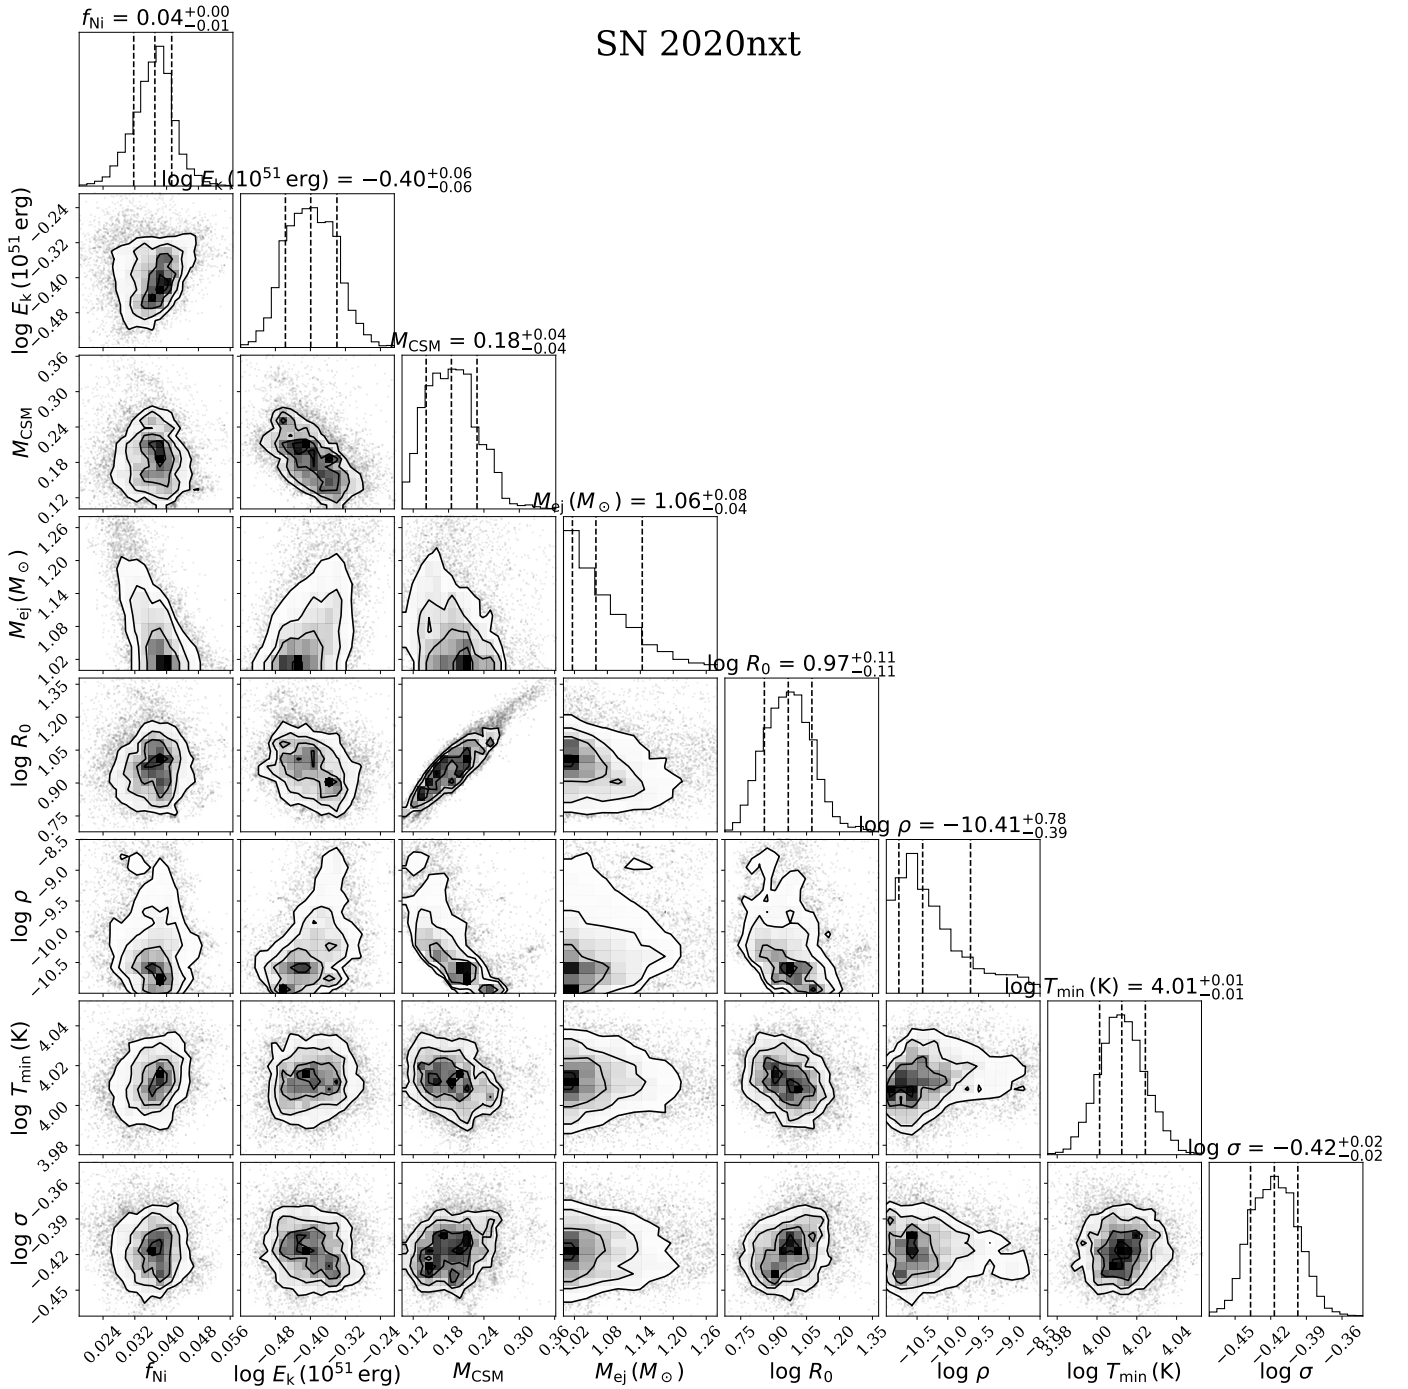 SN 2020nxt
f_Ni = 0.04 +0.00 −0.01
log E_k (10^51 erg) = −0.40 +0.06 −0.06
log E_k (10^51 erg)
−0.24
−0.32
−0.40
−0.48
M_CSM = 0.18 +0.04 −0.04
M_CSM
0.36
0.30
0.24
0.18
0.12
M_ej (M_⊙) = 1.06 +0.08 −0.04
M_ej (M_⊙)
1.26
1.20
1.14
1.08
1.02
log R_0 = 0.97 +0.11 −0.11
log R_0
1.35
1.20
1.05
0.90
0.75
log ρ = −10.41 +0.78 −0.39
log ρ
−8.5
−9.0
−9.5
−10.0
−10.5
log T_min (K) = 4.01 +0.01 −0.01
log T_min (K)
4.04
4.02
4.00
3.98
log σ = −0.42 +0.02 −0.02
log σ
−0.36
−0.39
−0.42
−0.45
0.024 0.032 0.040 0.048 0.056
−0.48 −0.40 −0.32 −0.24
0.12 0.18 0.24 0.30 0.36
1.02 1.08 1.14 1.20 1.26
0.75 0.90 1.05 1.20 1.35
−10.5 −10.0 −9.5 −9.0 −8.5
3.98 4.00 4.02 4.04
−0.45 −0.42 −0.39 −0.36
f_Ni
log E_k (10^51 erg)
M_CSM
M_ej (M_⊙)
log R_0
log ρ
log T_min (K)
log σ